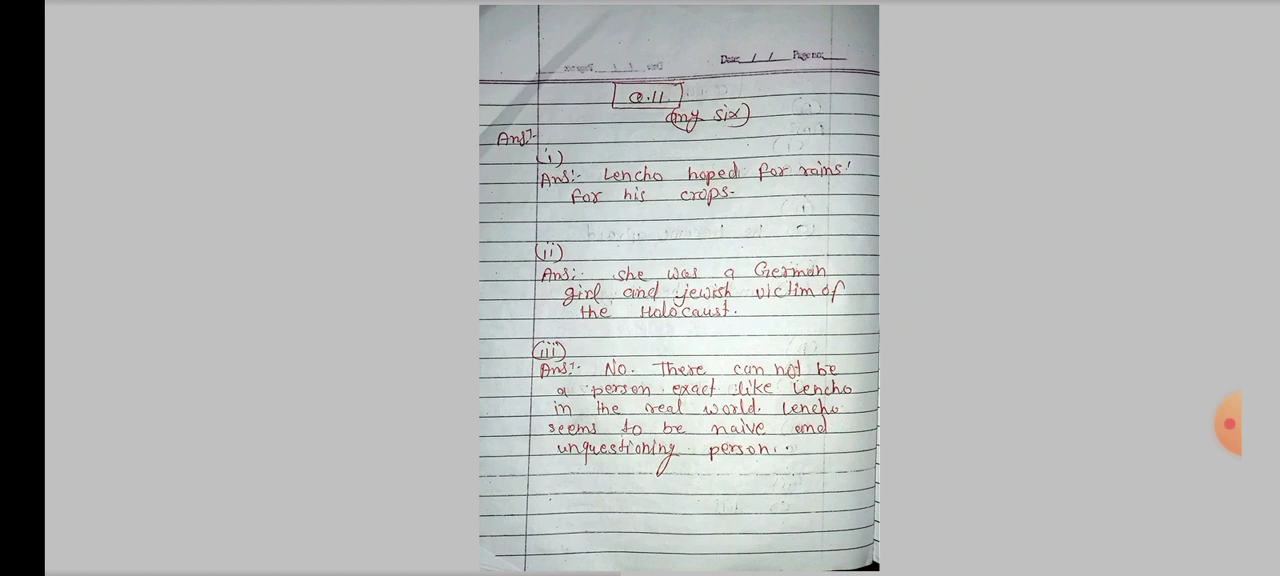 Date: / / Page no:
Q.11.
(any six)
Ans:-
(i)
Ans:- Lencho hoped for rains
for his crops-
(ii)
Ans:- she was a German
girl and jewish victim of
the Holocaust.
(iii)
Ans:- No. There can not be
a person exact like Lencho
in the real world. Lencho
seems to be naive and
unquestioning person.